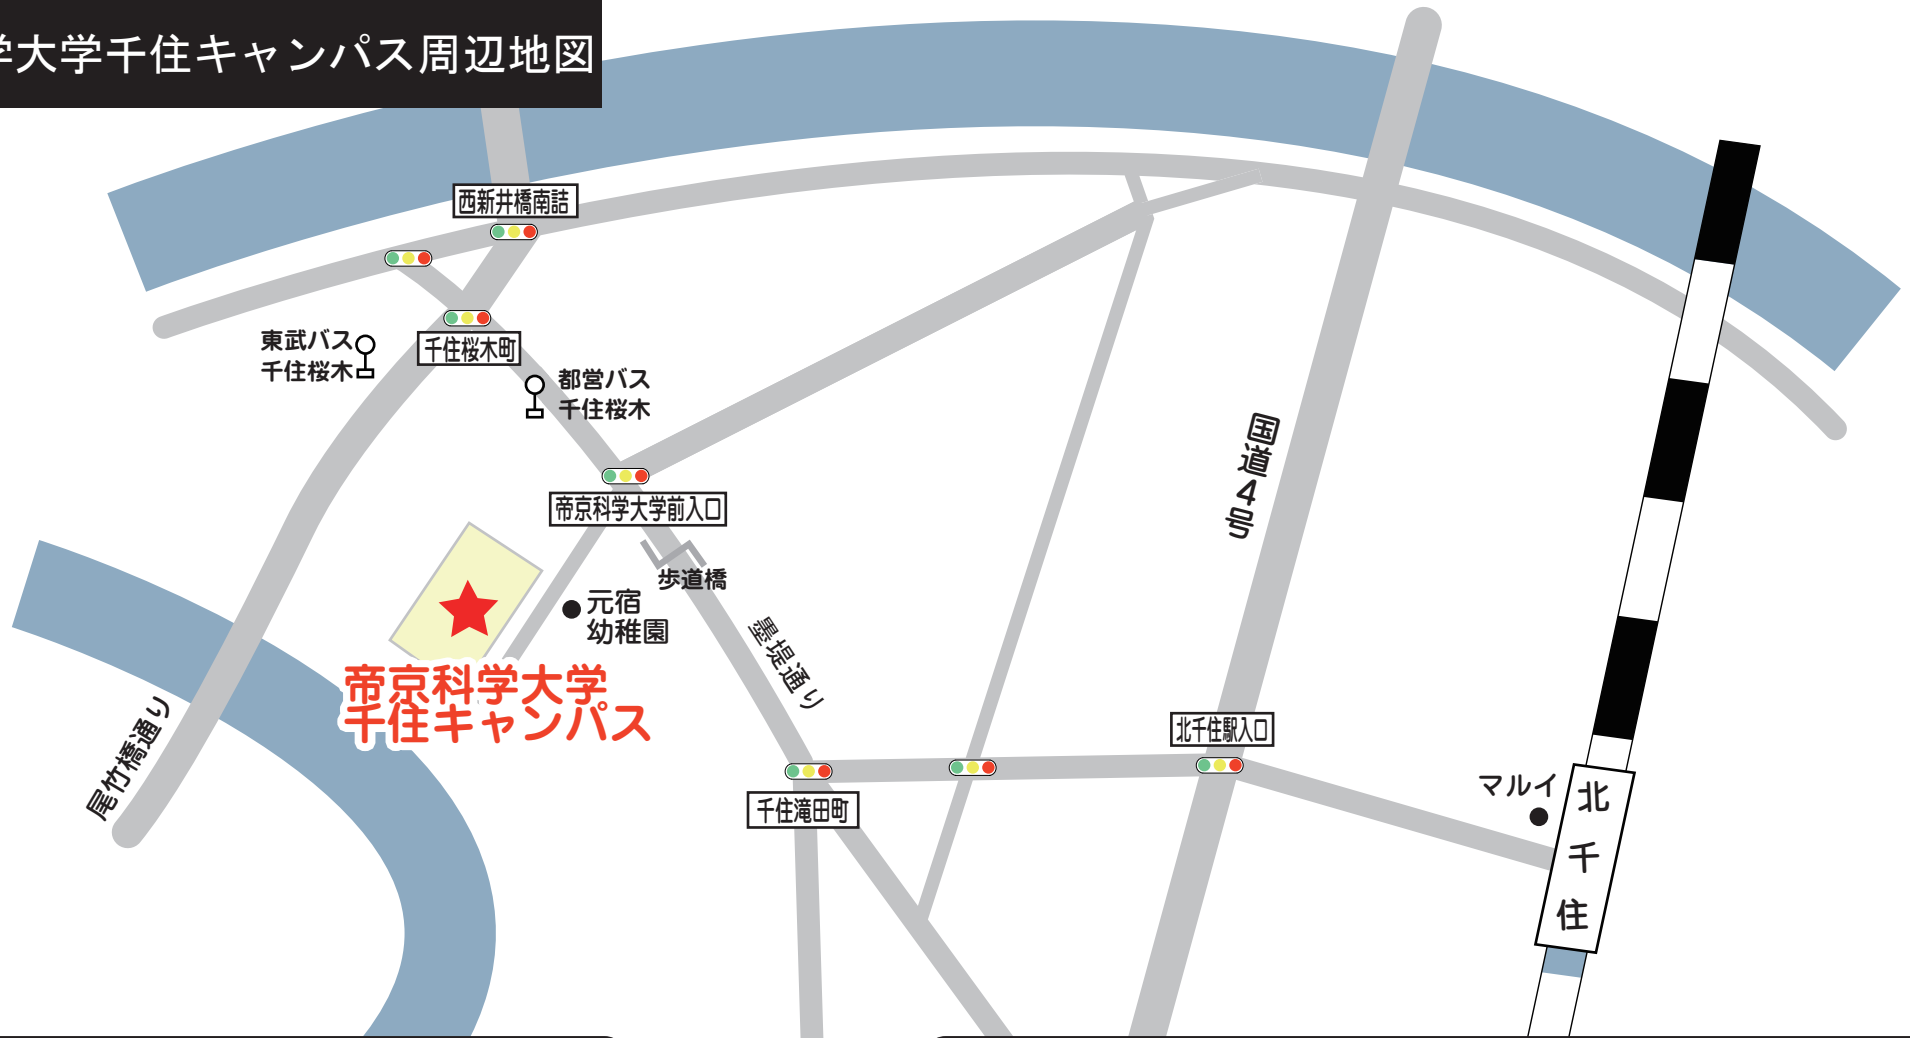 学大学千住キャンパス周辺地図
西新井橋南詰
東武バス
千住桜木
千住桜木町
都営バス
千住桜木
国道4号
帝京科学大学前入口
歩道橋
元宿
幼稚園
墨堤通り
帝京科学大学
千住キャンパス
尾竹橋通り
北千住駅入口
マルイ
千住滝田町
北千住